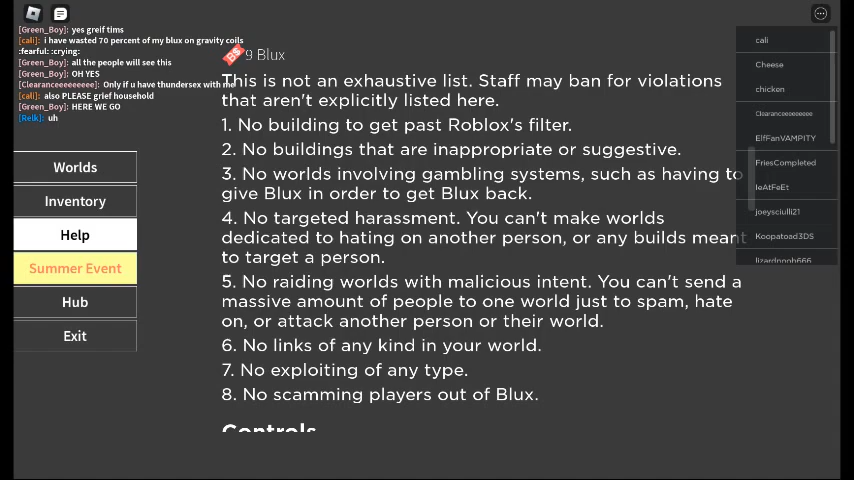 [Green_Boy]: yes greif tims
[cali]: i have wasted 70 percent of my blux on gravity coils
:fearful: :crying:
[Green_Boy]: all the people will see this
[Green_Boy]: OH YES
[Clearanceeeeeeeee]: Only if u have thundersex with me
[cali]: also PLEASE grief household
[Green_Boy]: HERE WE GO
[Relk]: uh
Worlds
Inventory
Help
Summer Event
Hub
Exit
9 Blux
This is not an exhaustive list. Staff may ban for violations
that aren't explicitly listed here.
1. No building to get past Roblox's filter.
2. No buildings that are inappropriate or suggestive.
3. No worlds involving gambling systems, such as having to
give Blux in order to get Blux back.
4. No targeted harassment. You can't make worlds
dedicated to hating on another person, or any builds meant
to target a person.
5. No raiding worlds with malicious intent. You can't send a
massive amount of people to one world just to spam, hate
on, or attack another person or their world.
6. No links of any kind in your world.
7. No exploiting of any type.
8. No scamming players out of Blux.
Controls
cali
Cheese
chicken
Clearanceeeeeeeee
ElfFanVAMPITY
FriesCompleted
IeAtFeEt
joeysciulli21
Koopatoad3DS
lizardnoob666